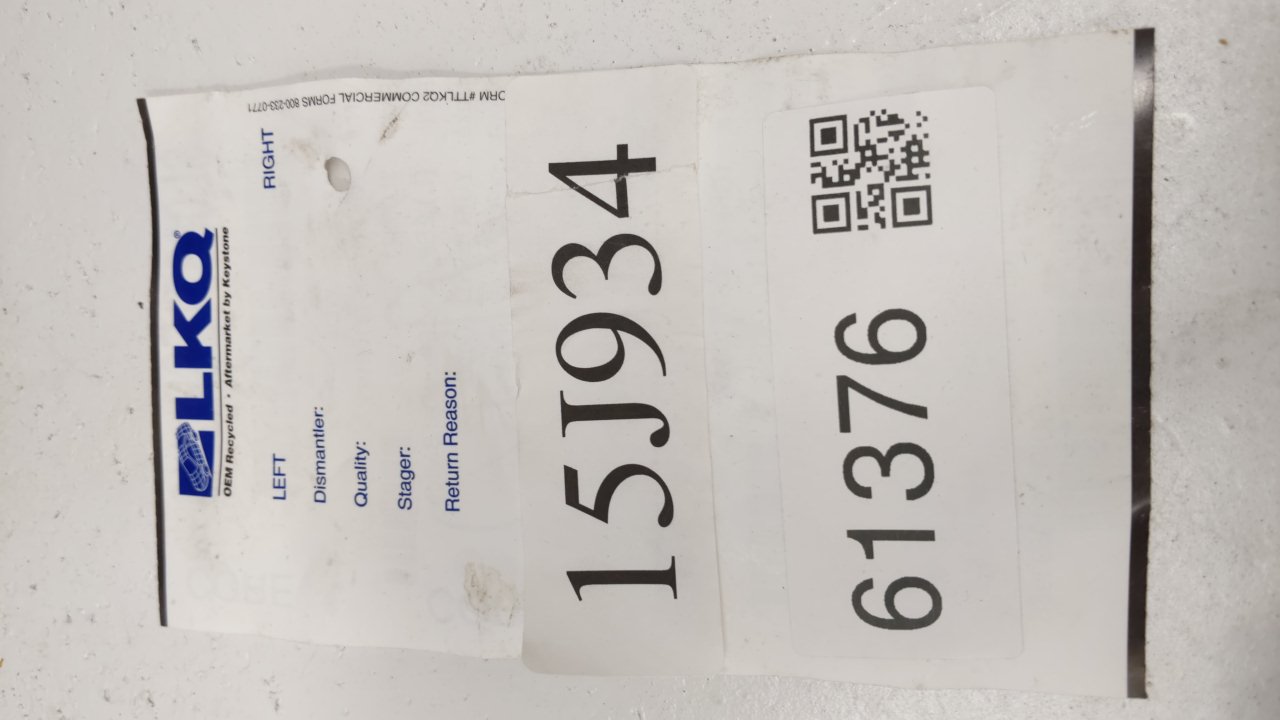 LKQ®
OEM Recycled · Aftermarket by Keystone
LEFT RIGHT
Dismantler:
Quality:
Stager:
Return Reason:
ORM #TTLKQ2 COMMERCIAL FORMS 800-233-0771
15J934
61376